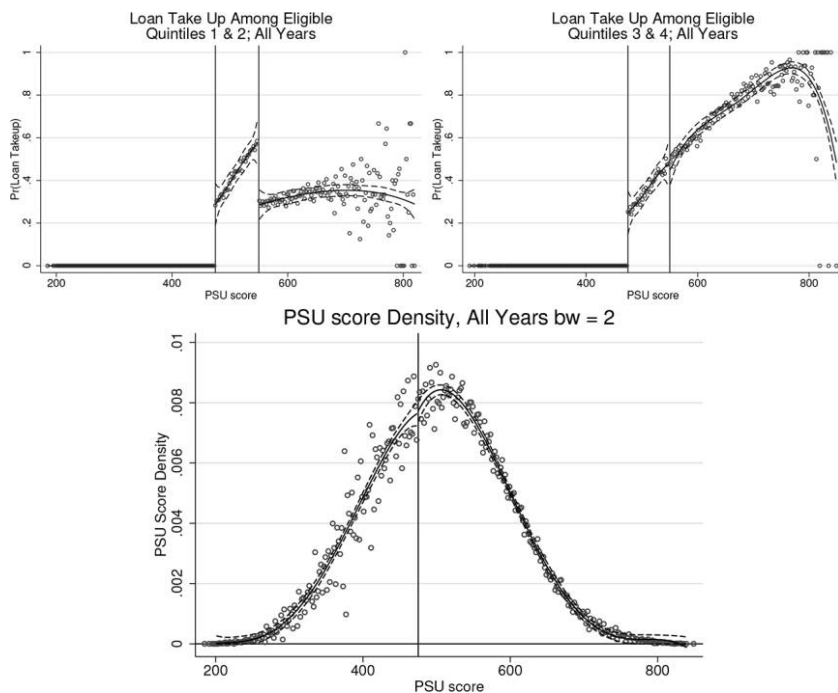 Loan Take Up Among Eligible
Quintiles 1 & 2; All Years
Pr(Loan Takeup)
1
.8
.6
.4
.2
0
200 400 600 800
PSU score
Loan Take Up Among Eligible
Quintiles 3 & 4; All Years
Pr(Loan Takeup)
1
.8
.6
.4
.2
0
200 400 600 800
PSU score
PSU score Density, All Years bw = 2
PSU Score Density
.01
.008
.006
.004
.002
0
200 400 600 800
PSU score